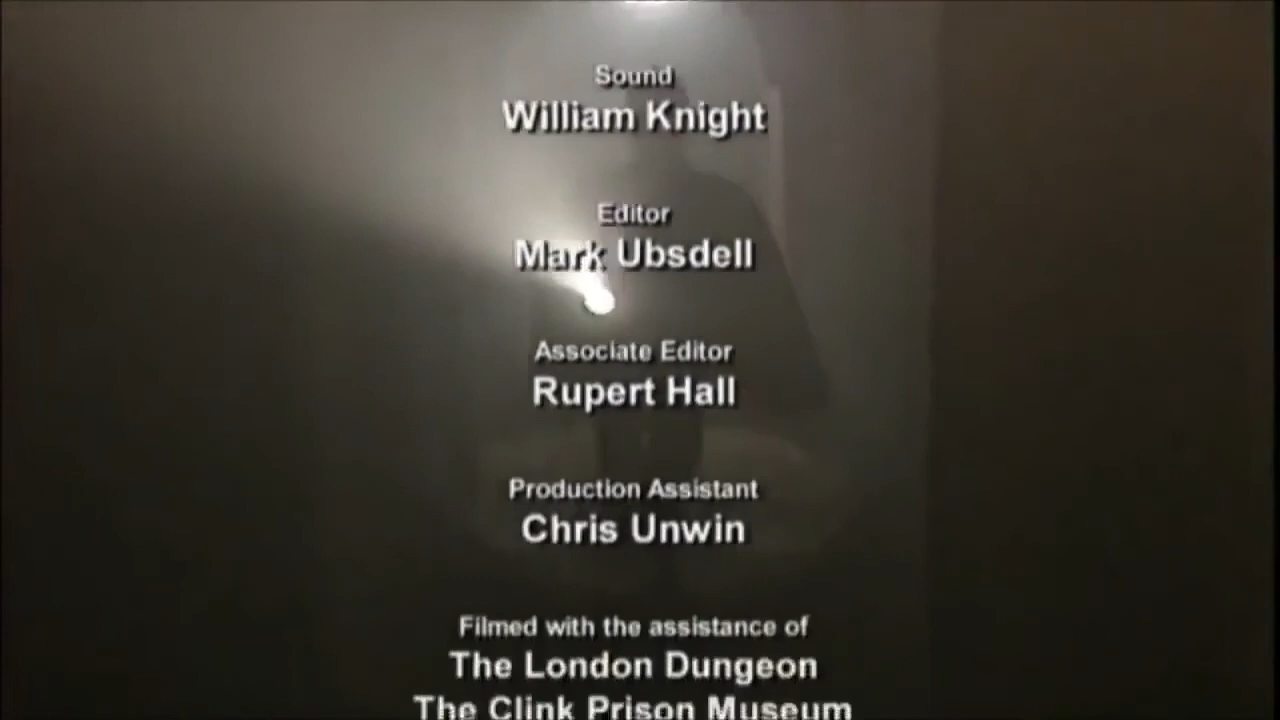 Sound
William Knight
Editor
Mark Ubsdell
Associate Editor
Rupert Hall
Production Assistant
Chris Unwin
Filmed with the assistance of
The London Dungeon
The Clink Prison Museum